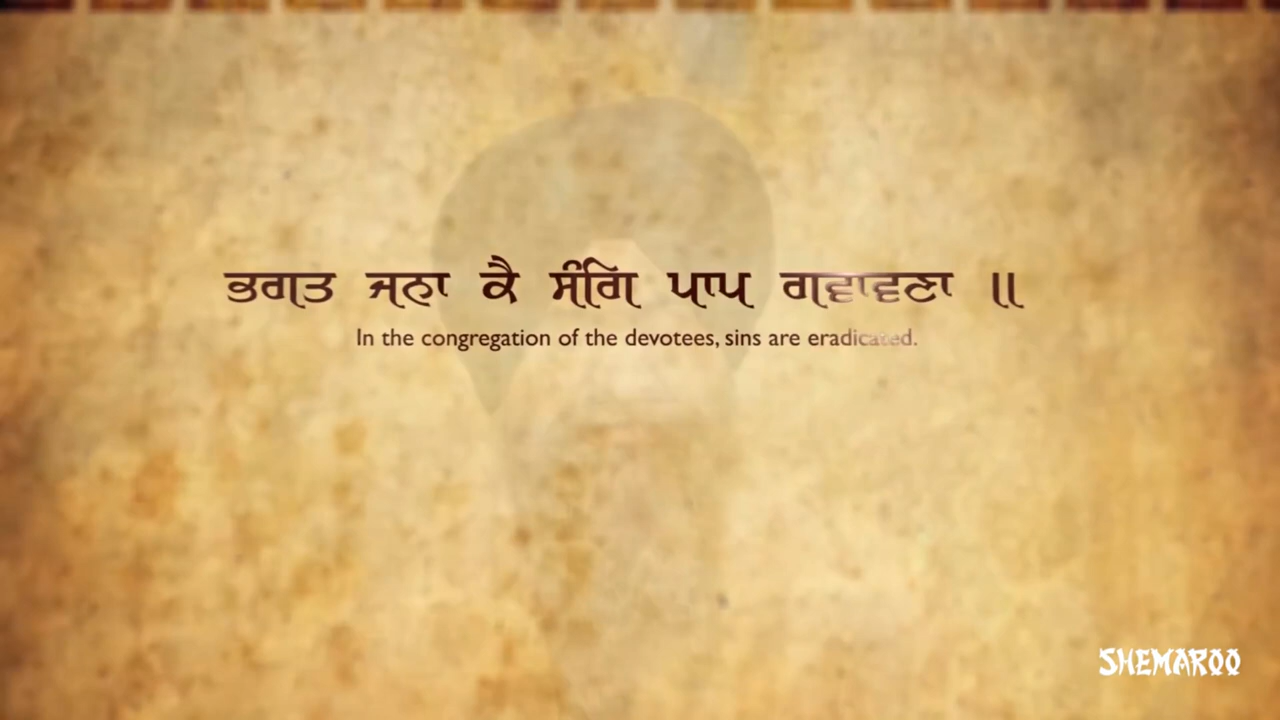 ਭਗਤ ਜਨਾ ਕੈ ਸੰਗਿ ਪਾਪ ਗਵਾਵਣਾ ॥
In the congregation of the devotees, sins are eradicated.
SHEMAROO